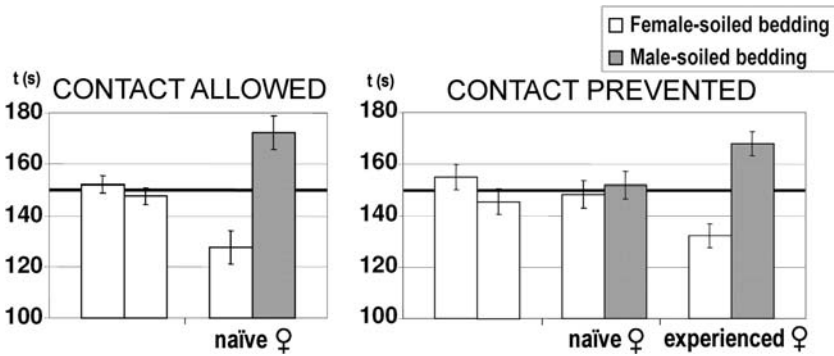 Female-soiled bedding
Male-soiled bedding
t (s)
CONTACT ALLOWED
180
160
140
120
100
naïve ♀
t (s)
CONTACT PREVENTED
180
160
140
120
100
naïve ♀
experienced ♀